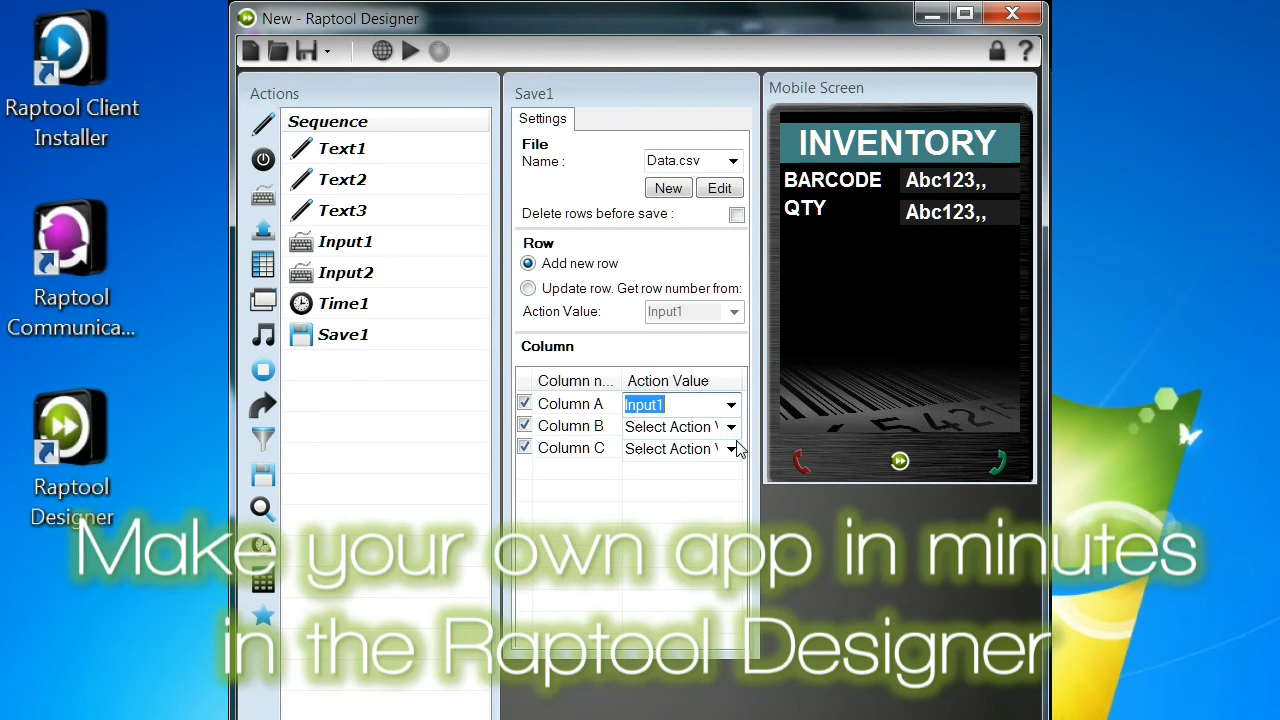 Raptool Client
Installer
Raptool
Communica...
Raptool
Designer
New - Raptool Designer
Actions
Sequence
Text1
Text2
Text3
Input1
Input2
Time1
Save1
Save1
Settings
File
Name :
Data.csv
New
Edit
Delete rows before save :
Row
Add new row
Update row. Get row number from:
Action Value:
Input1
Column
Column n... Action Value
Column A Input1
Column B Select Action
Column C Select Action
Mobile Screen
INVENTORY
BARCODE Abc123,,
QTY Abc123,,
Make your own app in minutes
in the Raptool Designer